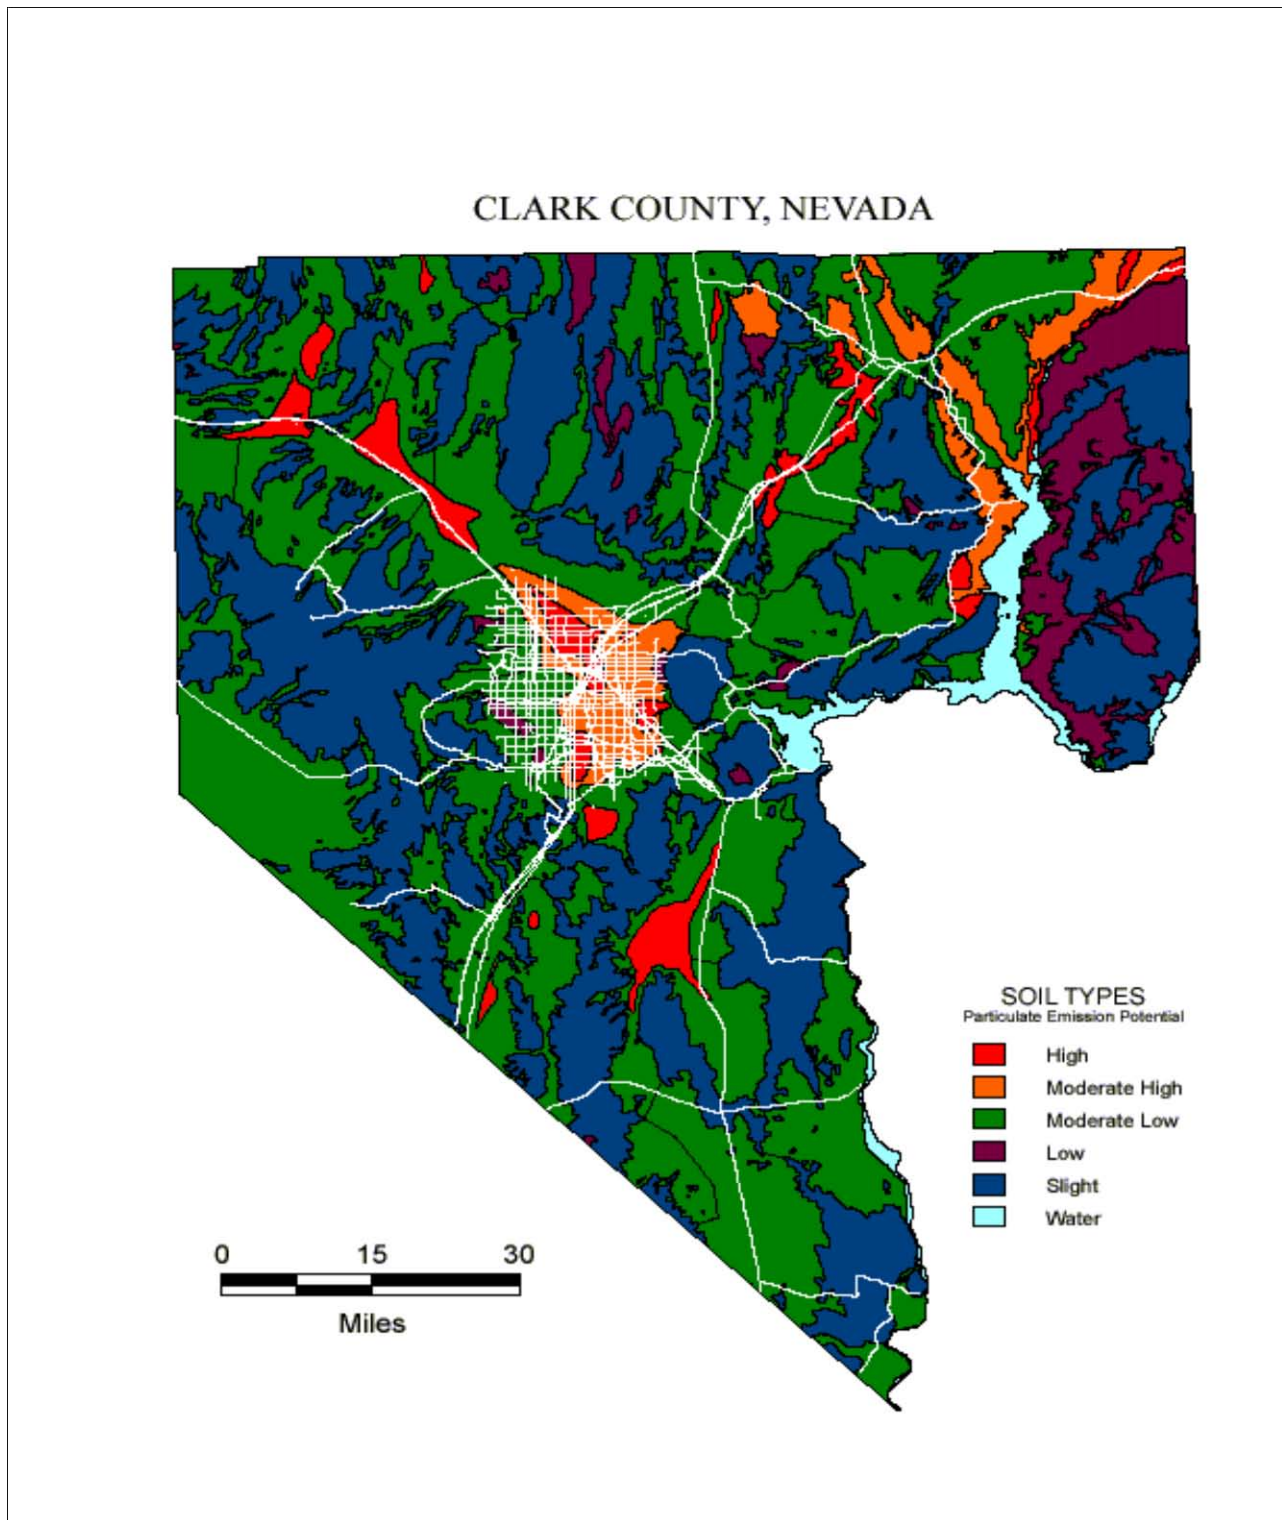 CLARK COUNTY, NEVADA
SOIL TYPES
Particulate Emission Potential
High
Moderate High
Moderate Low
Low
Slight
Water
0 15 30
Miles